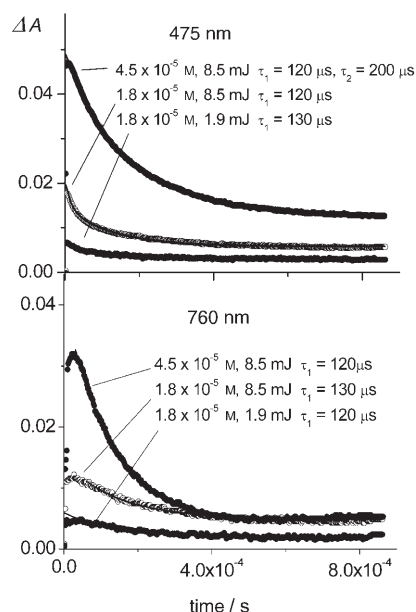 ΔA
475 nm
4.5 x 10⁻⁵ M, 8.5 mJ τ₁ = 120 μs, τ₂ = 200 μs
1.8 x 10⁻⁵ M, 8.5 mJ τ₁ = 120 μs
1.8 x 10⁻⁵ M, 1.9 mJ τ₁ = 130 μs
0.04
0.02
0.00
760 nm
0.04
4.5 x 10⁻⁵ M, 8.5 mJ τ₁ = 120μs
1.8 x 10⁻⁵ M, 8.5 mJ τ₁ = 130 μs
1.8 x 10⁻⁵ M, 1.9 mJ τ₁ = 120 μs
0.02
0.00
0.0 4.0x10⁻⁴ 8.0x10⁻⁴
time / s